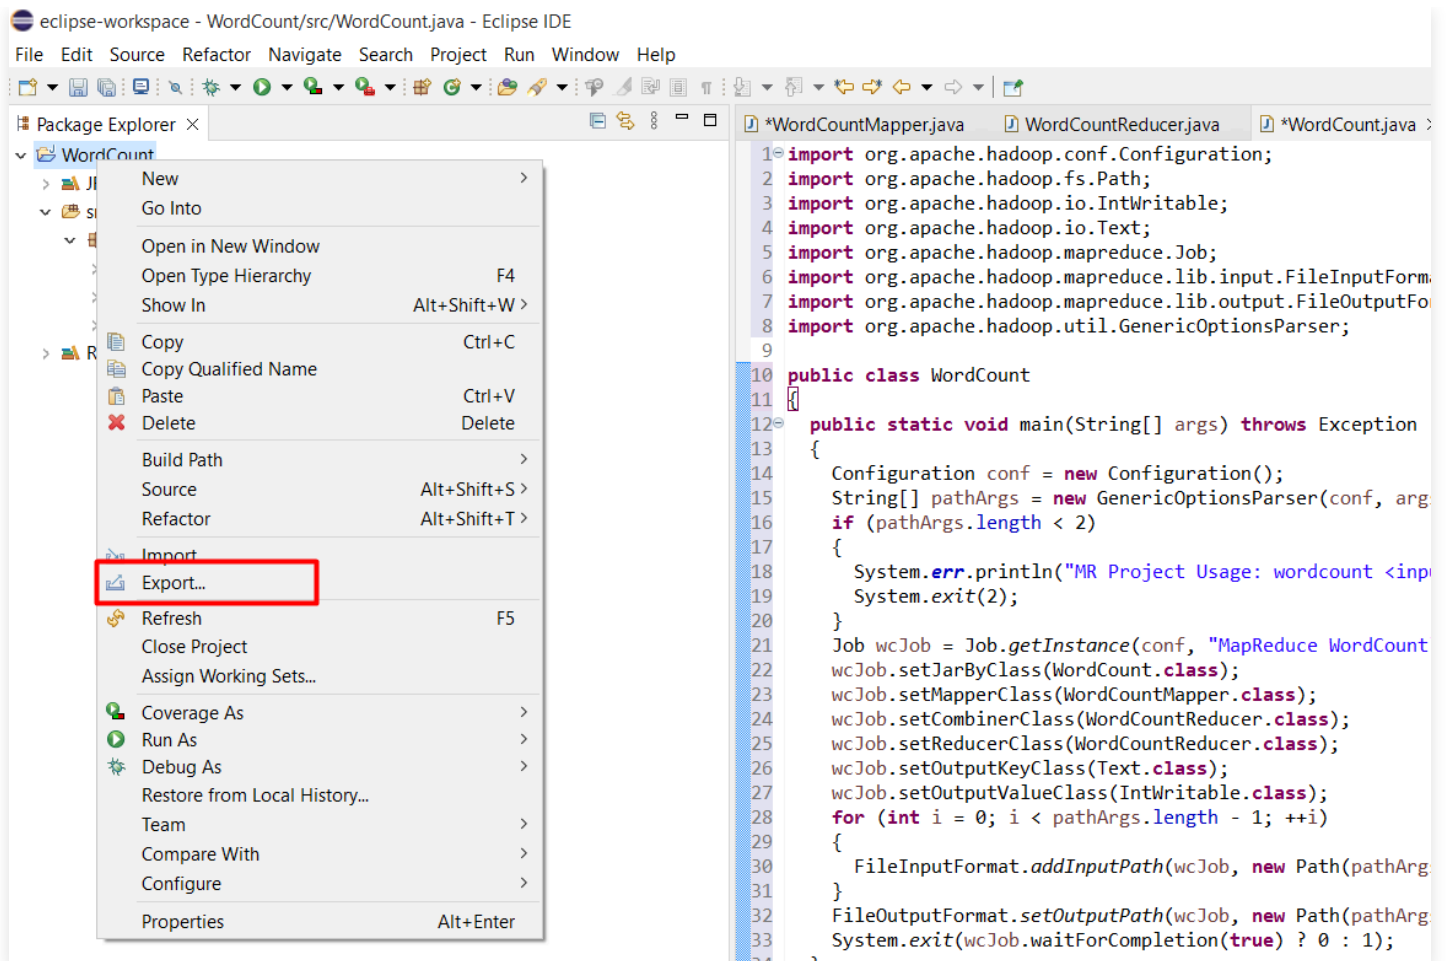 eclipse-workspace - WordCount/src/WordCount.java - Eclipse IDE
File Edit Source Refactor Navigate Search Project Run Window Help
Package Explorer
WordCount
New
Go Into
Open in New Window
Open Type Hierarchy F4
Show In Alt+Shift+W >
Copy Ctrl+C
Copy Qualified Name
Paste Ctrl+V
Delete Delete
Build Path
Source Alt+Shift+S >
Refactor Alt+Shift+T >
Import
Export...
Refresh F5
Close Project
Assign Working Sets...
Coverage As
Run As
Debug As
Restore from Local History...
Team
Compare With
Configure
Properties Alt+Enter
*WordCountMapper.java WordCountReducer.java *WordCount.java
1 import org.apache.hadoop.conf.Configuration;
2 import org.apache.hadoop.fs.Path;
3 import org.apache.hadoop.io.IntWritable;
4 import org.apache.hadoop.io.Text;
5 import org.apache.hadoop.mapreduce.Job;
6 import org.apache.hadoop.mapreduce.lib.input.FileInputForm
7 import org.apache.hadoop.mapreduce.lib.output.FileOutputFo
8 import org.apache.hadoop.util.GenericOptionsParser;
9
10 public class WordCount
11 {
12 public static void main(String[] args) throws Exception
13 {
14 Configuration conf = new Configuration();
15 String[] pathArgs = new GenericOptionsParser(conf, arg
16 if (pathArgs.length < 2)
17 {
18 System.err.println("MR Project Usage: wordcount <inp
19 System.exit(2);
20 }
21 Job wcJob = Job.getInstance(conf, "MapReduce WordCount
22 wcJob.setJarByClass(WordCount.class);
23 wcJob.setMapperClass(WordCountMapper.class);
24 wcJob.setCombinerClass(WordCountReducer.class);
25 wcJob.setReducerClass(WordCountReducer.class);
26 wcJob.setOutputKeyClass(Text.class);
27 wcJob.setOutputValueClass(IntWritable.class);
28 for (int i = 0; i < pathArgs.length - 1; ++i)
29 {
30 FileInputFormat.addInputPath(wcJob, new Path(pathArg
31 }
32 FileOutputFormat.setOutputPath(wcJob, new Path(pathArg
33 System.exit(wcJob.waitForCompletion(true) ? 0 : 1);